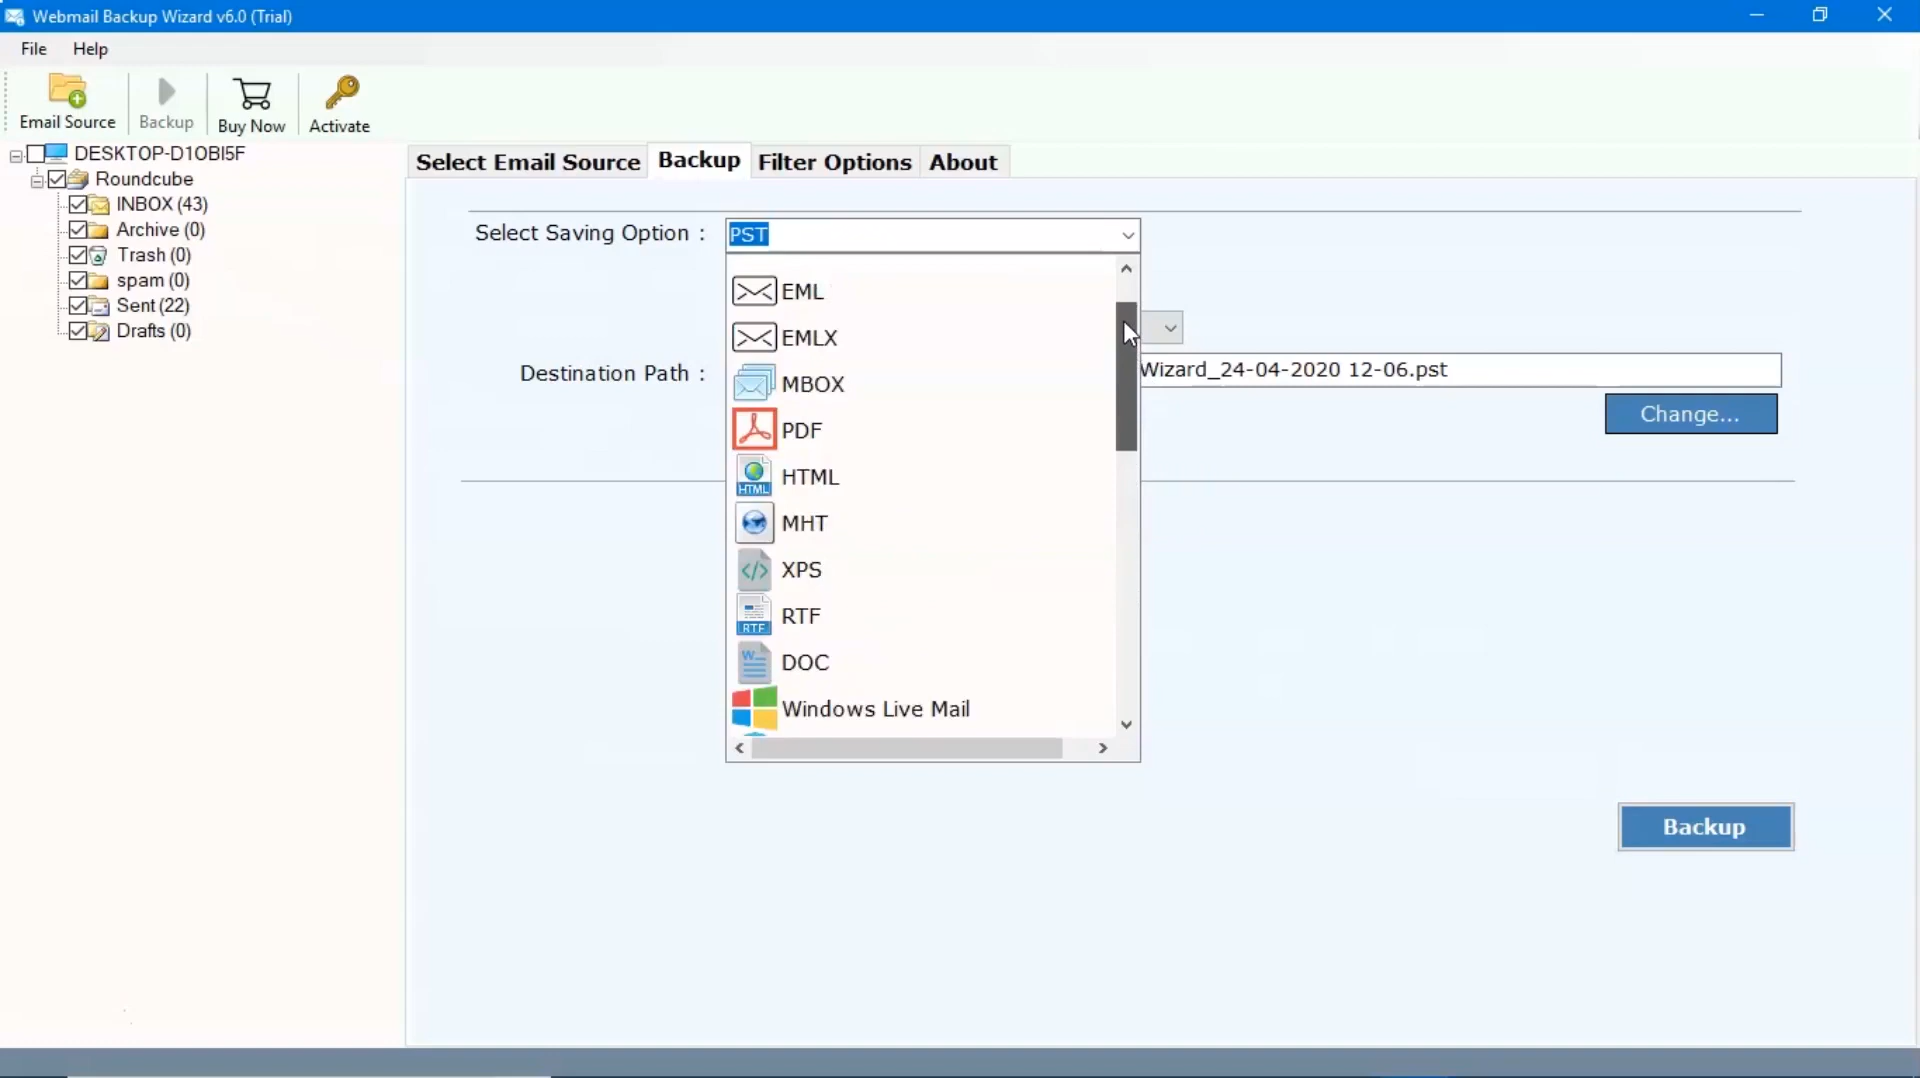 Webmail Backup Wizard v6.0 (Trial)
File Help
Email Source Backup Buy Now Activate
DESKTOP-D1OBI5F
Roundcube
INBOX (43)
Archive (0)
Trash (0)
spam (0)
Sent (22)
Drafts (0)
Select Email Source Backup Filter Options About
Select Saving Option : PST
EML
EMLX
MBOX
PDF
HTML
MHT
XPS
RTF
DOC
Windows Live Mail
Destination Path : Wizard_24-04-2020 12-06.pst
Change...
Backup